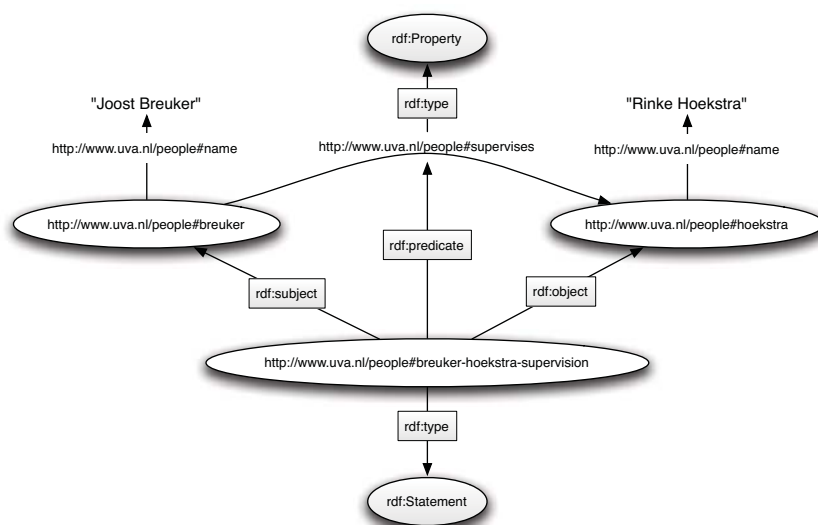 rdf:Property
rdf:type
"Joost Breuker"
"Rinke Hoekstra"
http://www.uva.nl/people#name
http://www.uva.nl/people#supervises
http://www.uva.nl/people#name
http://www.uva.nl/people#breuker
http://www.uva.nl/people#hoekstra
rdf:predicate
rdf:subject
rdf:object
http://www.uva.nl/people#breuker-hoekstra-supervision
rdf:type
rdf:Statement